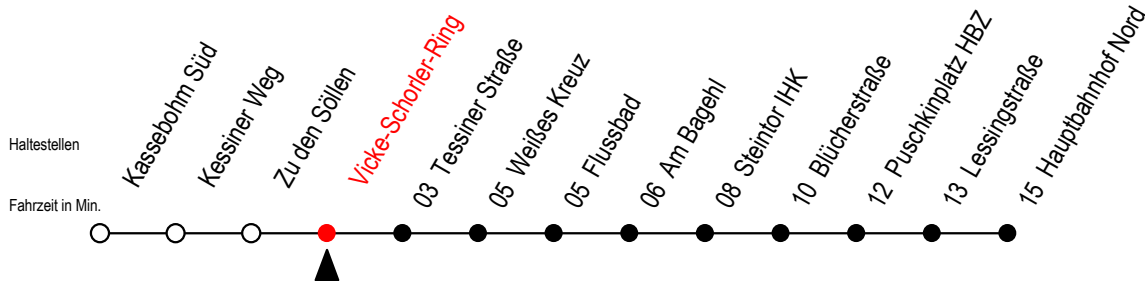 Haltestellen
Fahrzeit in Min.
Kassebohm Süd
Kessiner Weg
Zu den Söllen
Vicke-Schorler-Ring
03 Tessiner Straße
05 Weißes Kreuz
05 Flussbad
06 Am Bagehl
08 Steintor IHK
10 Blücherstraße
12 Puschkinplatz HBZ
13 Lessingstraße
15 Hauptbahnhof Nord